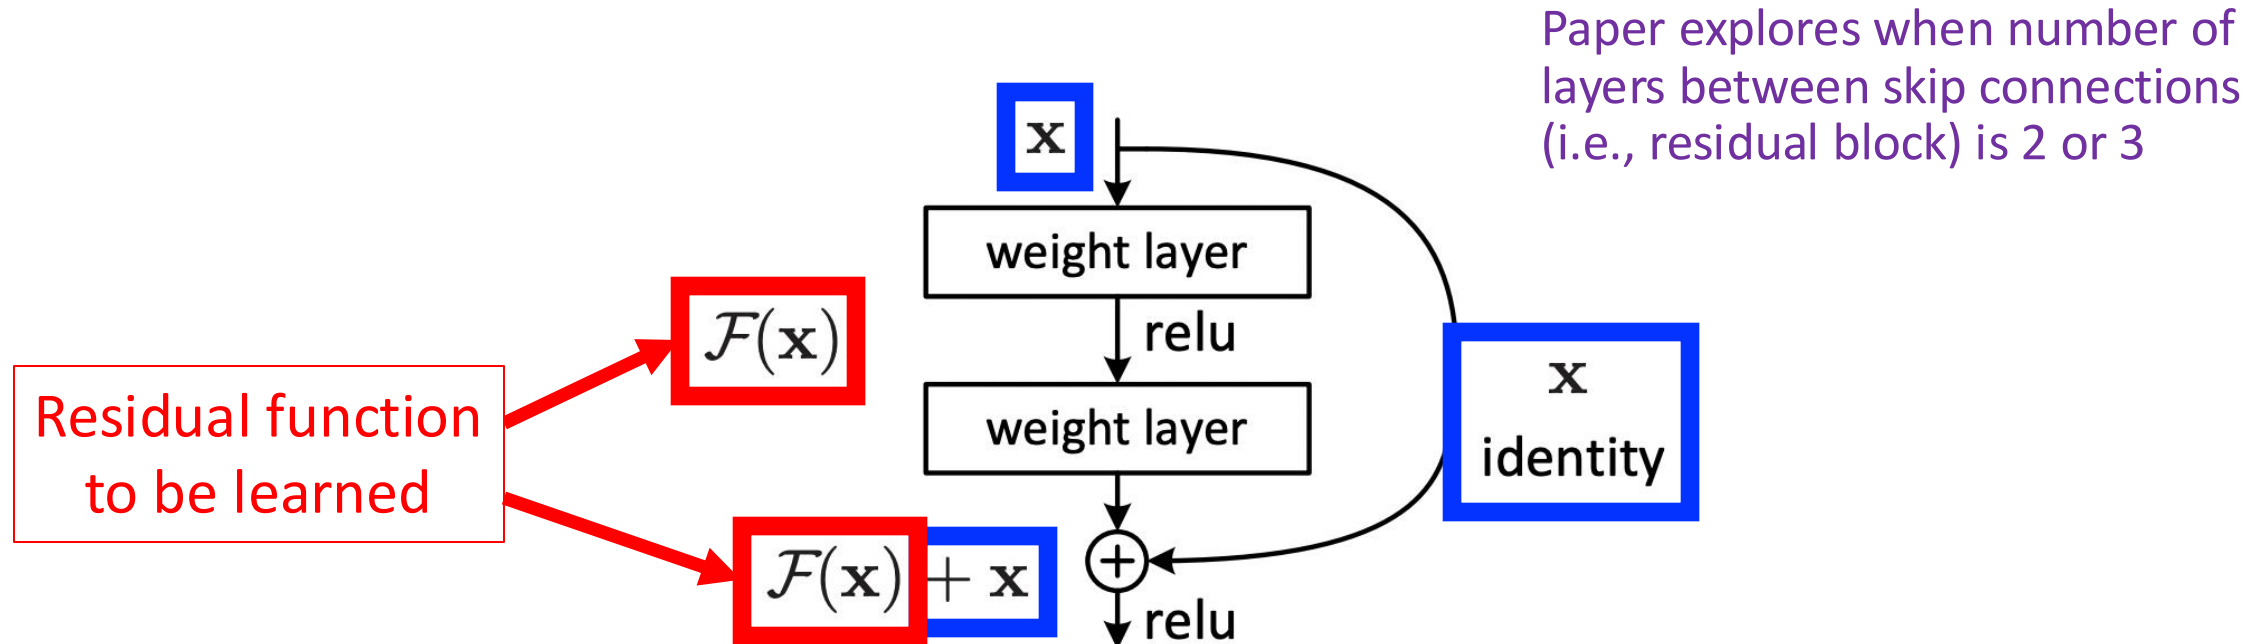 Paper explores when number of
layers between skip connections
(i.e., residual block) is 2 or 3
x
weight layer
relu
F(x)
weight layer
x
identity
Residual function
to be learned
F(x) + x
+
relu